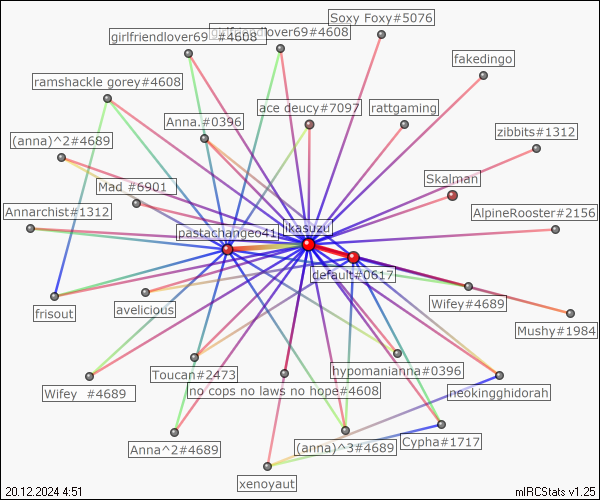 Soxy Foxy#5076
girlfriendlover69 #4608
girlfriendlover69#4608
fakedingo
ramshackle gorey#4608
ace deucy#7097
rattgaming
Anna.#0396
zibbits#1312
(anna)^2#4689
Skalman
Mad #6901
Annarchist#1312
AlpineRooster#2156
ikasuzu
pastachangeo41
default#0617
frisout
avelicious
Wifey#4689
Mushy#1984
Toucan#2473
hypomanianna#0396
Wifey #4689
no cops no laws no hope#4608
neokingghidorah
Anna^2#4689
(anna)^3#4689
Cypha#1717
xenoyaut
20.12.2024 4:51
mIRCStats v1.25